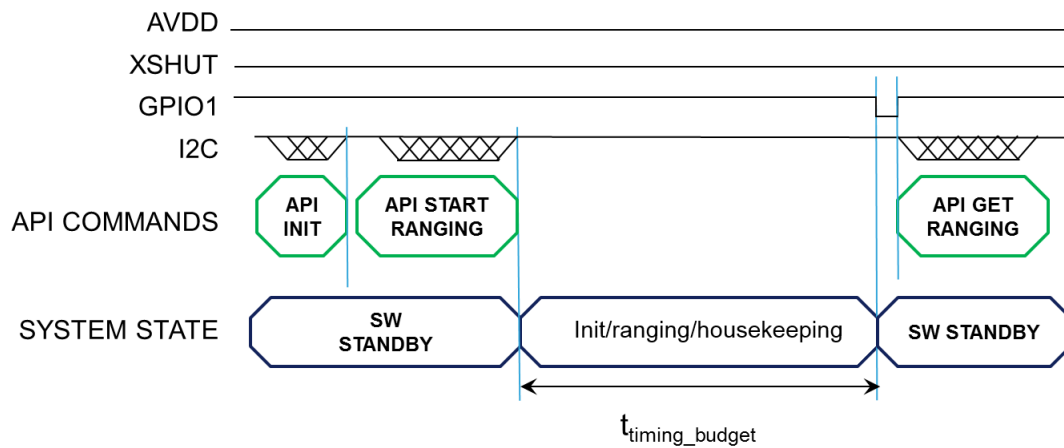 AVDD
XSHUT
GPIO1
I2C
API COMMANDS
API
INIT
API START
RANGING
API GET
RANGING
SYSTEM STATE
SW
STANDBY
Init/ranging/housekeeping
SW STANDBY
t_timing_budget